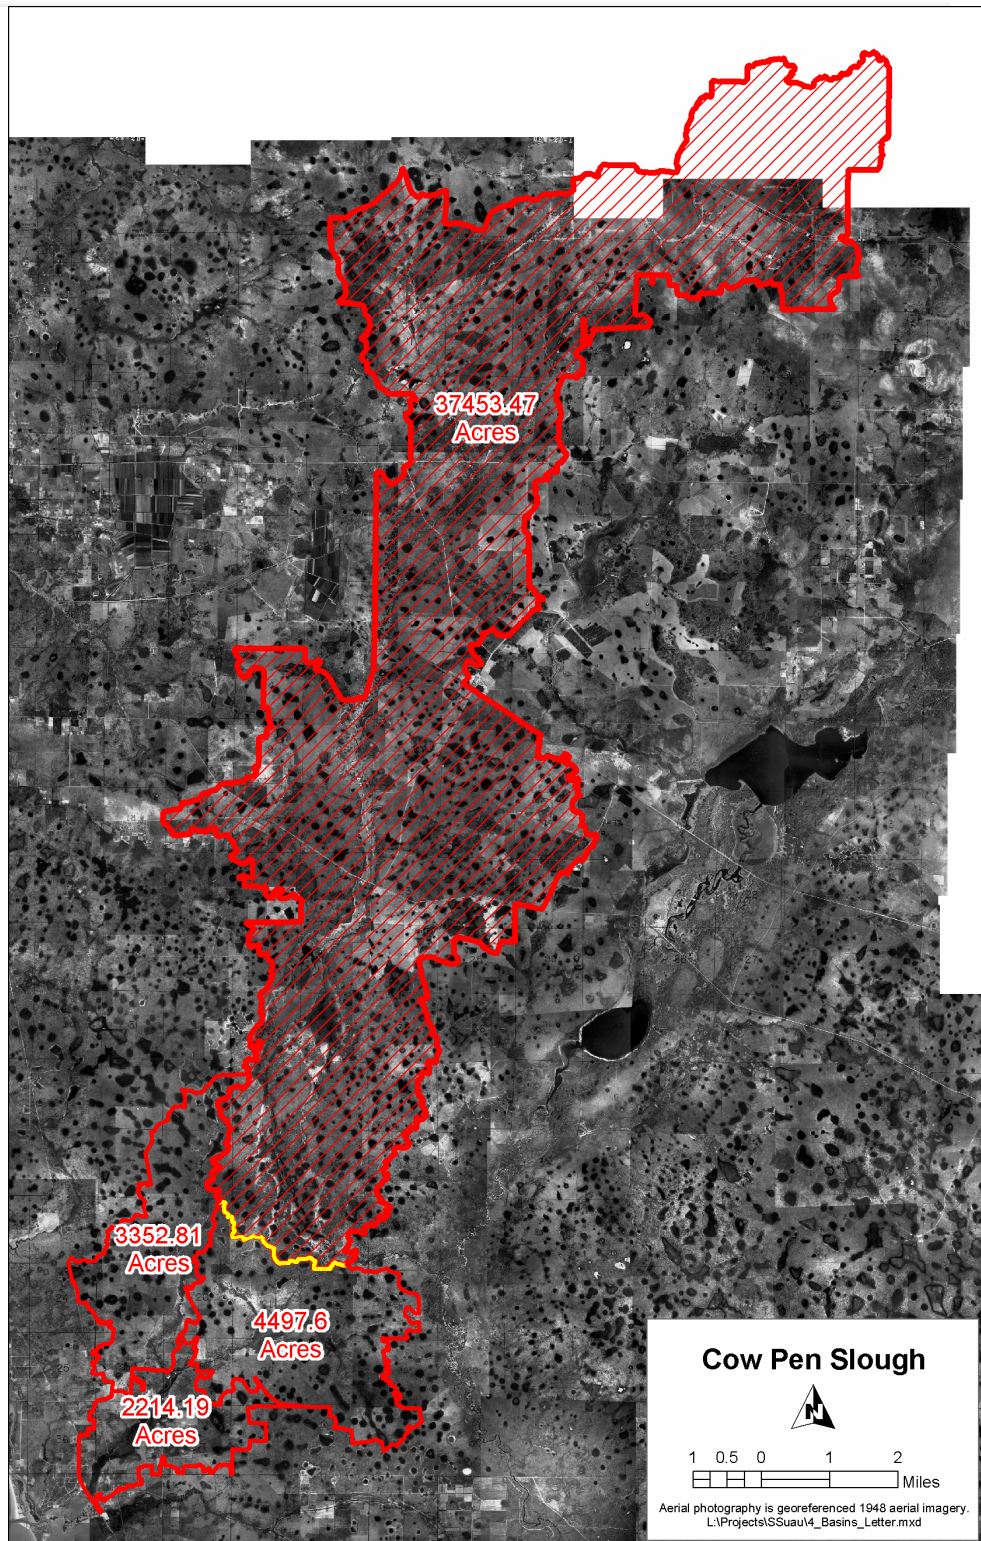 37453.47
Acres
3352.81
Acres
4497.6
Acres
2214.19
Acres
Cow Pen Slough
N
1 0.5 0 1 2
Miles
Aerial photography is georeferenced 1948 aerial imagery.
L:\Projects\SSuau\4_Basins_Letter.mxd